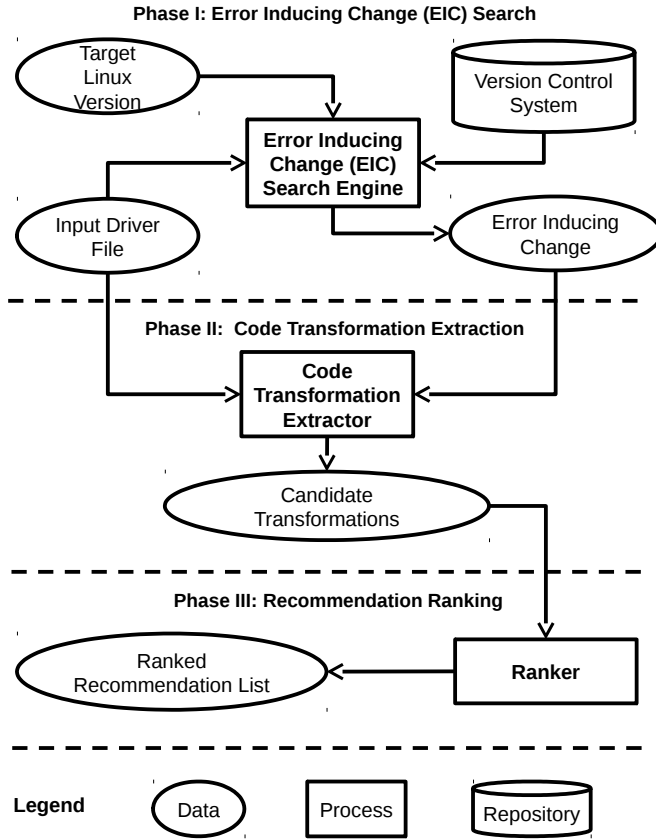 Phase I: Error Inducing Change (EIC) Search
Target
Linux
Version
Version Control
System
Error Inducing
Change (EIC)
Search Engine
Input Driver
File
Error Inducing
Change
Phase II:  Code Transformation Extraction
Code
Transformation
Extractor
Candidate
Transformations
Phase III: Recommendation Ranking
Ranked
Recommendation List
Ranker
Legend
Data
Process
Repository